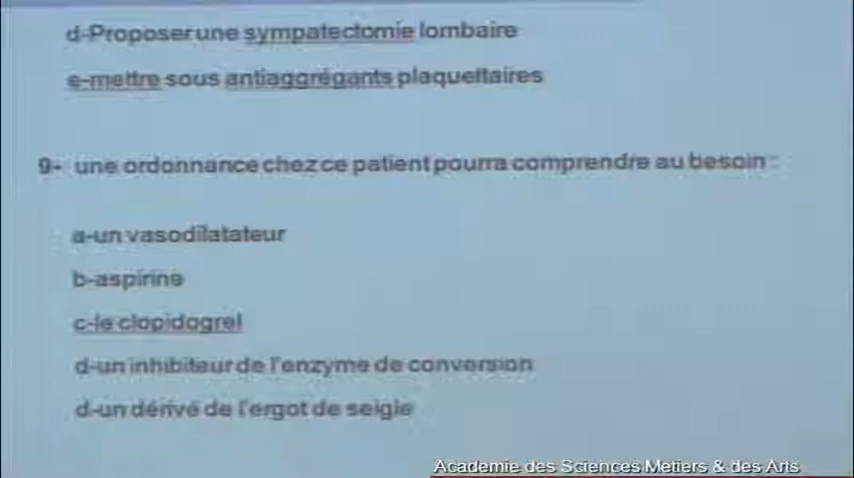 d-Proposer une sympatectomie lombaire
e-mettre sous antiaggrégants plaquettaires
9- une ordonnance chez ce patient pourra comprendre au besoin :
a-un vasodilatateur
b-aspirine
c-le clopidogrel
d-un inhibiteur de l'enzyme de conversion
d-un dérivé de l'ergot de seigle
Academie des Sciences Metiers & des Arts